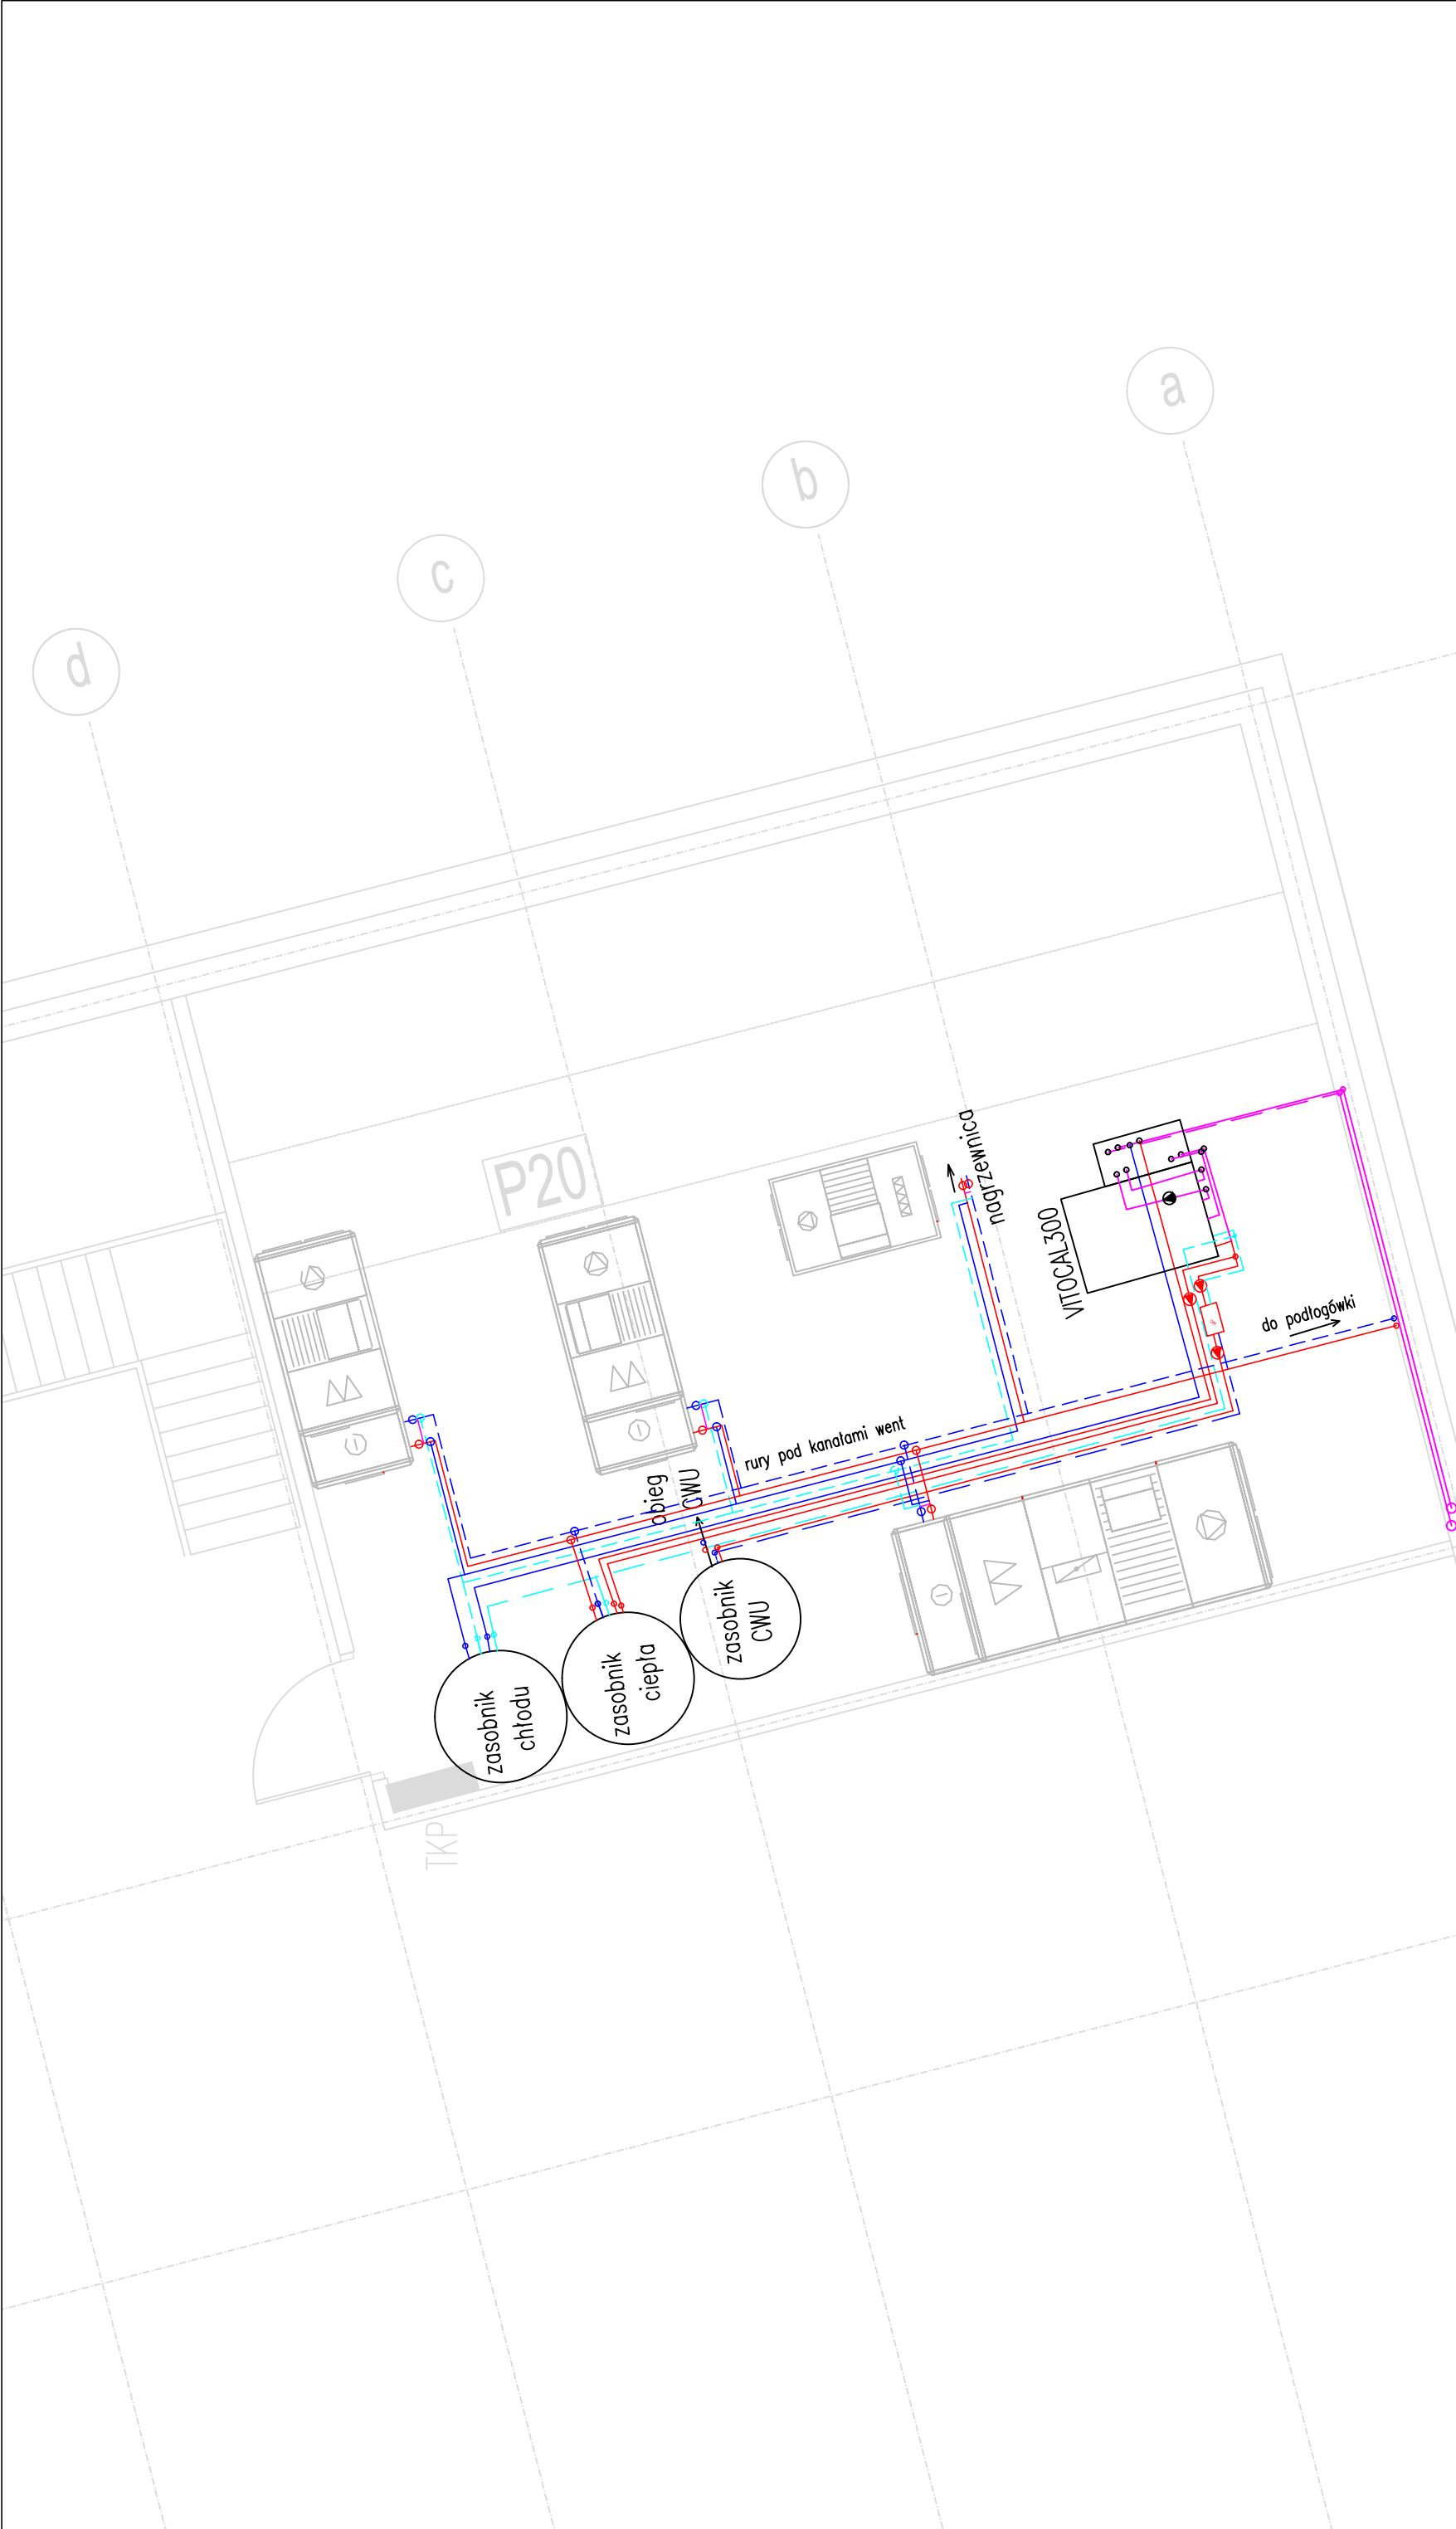 a
b
c
d
P20
nagrzewnica
VITOCAL300
do podłogówki
rury pod kanałami went
obieg
CWU
zasobnik
CWU
zasobnik
ciepła
zasobnik
chłodu
TKP